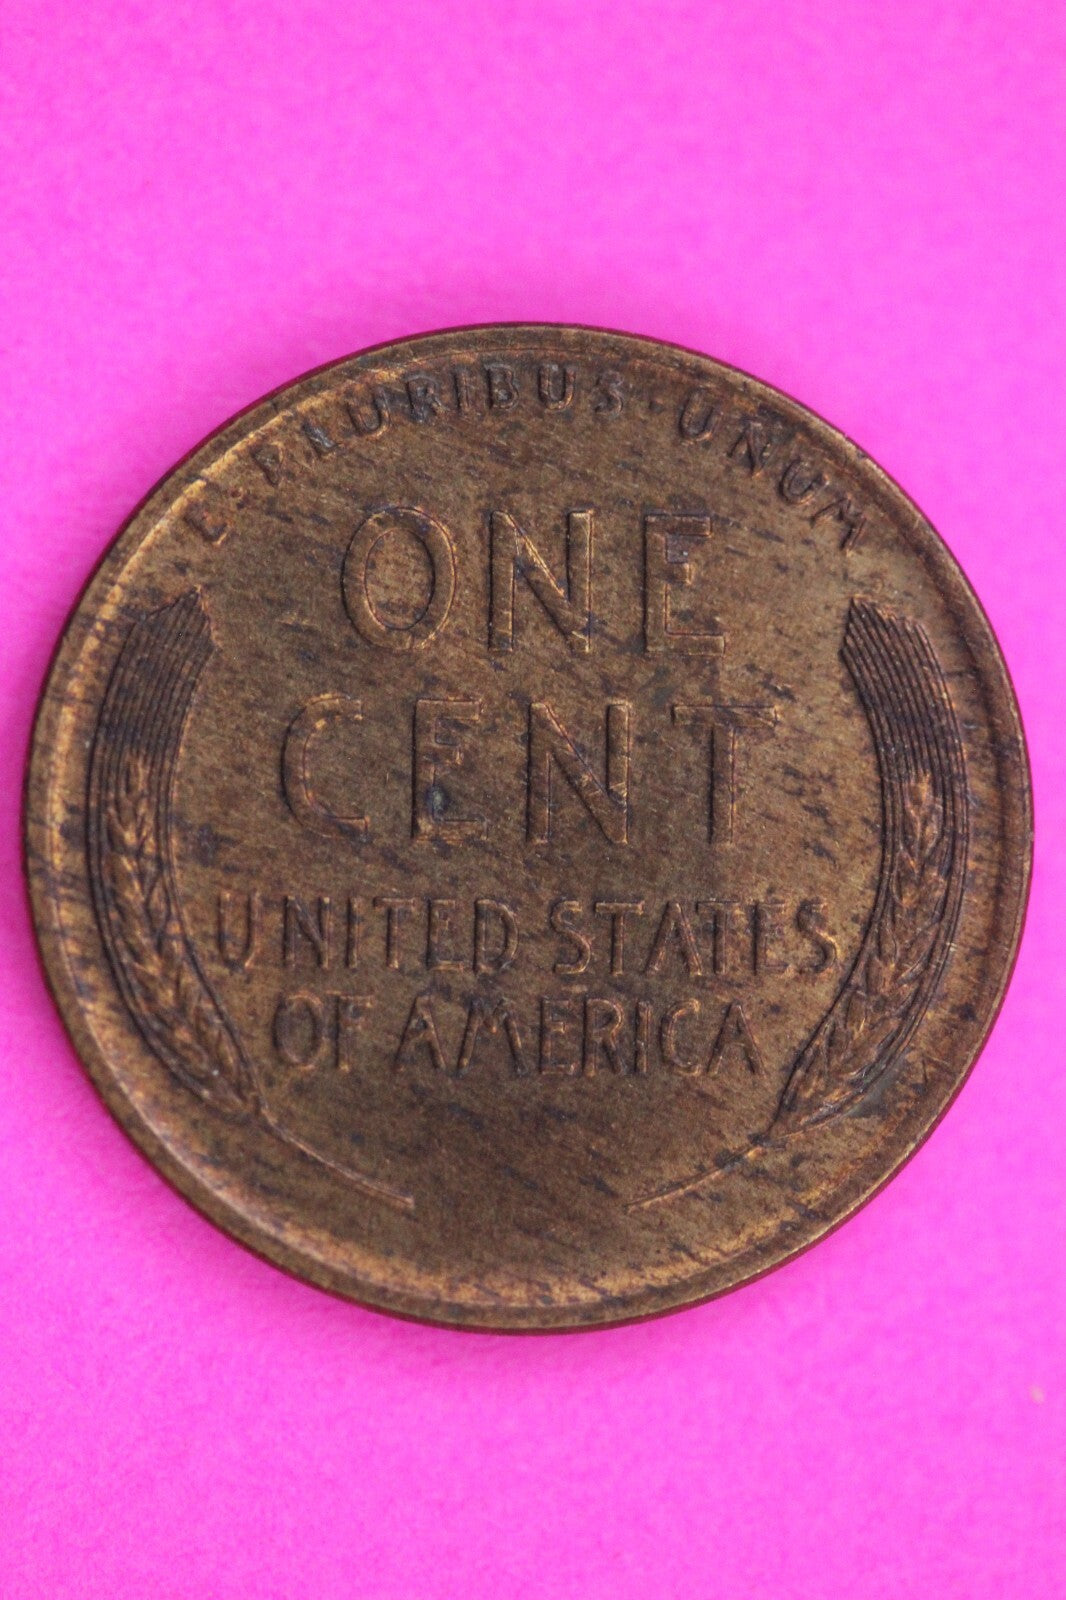 E·PLURIBUS·UNUM
ONE
CENT
UNITED STATES
OF AMERICA